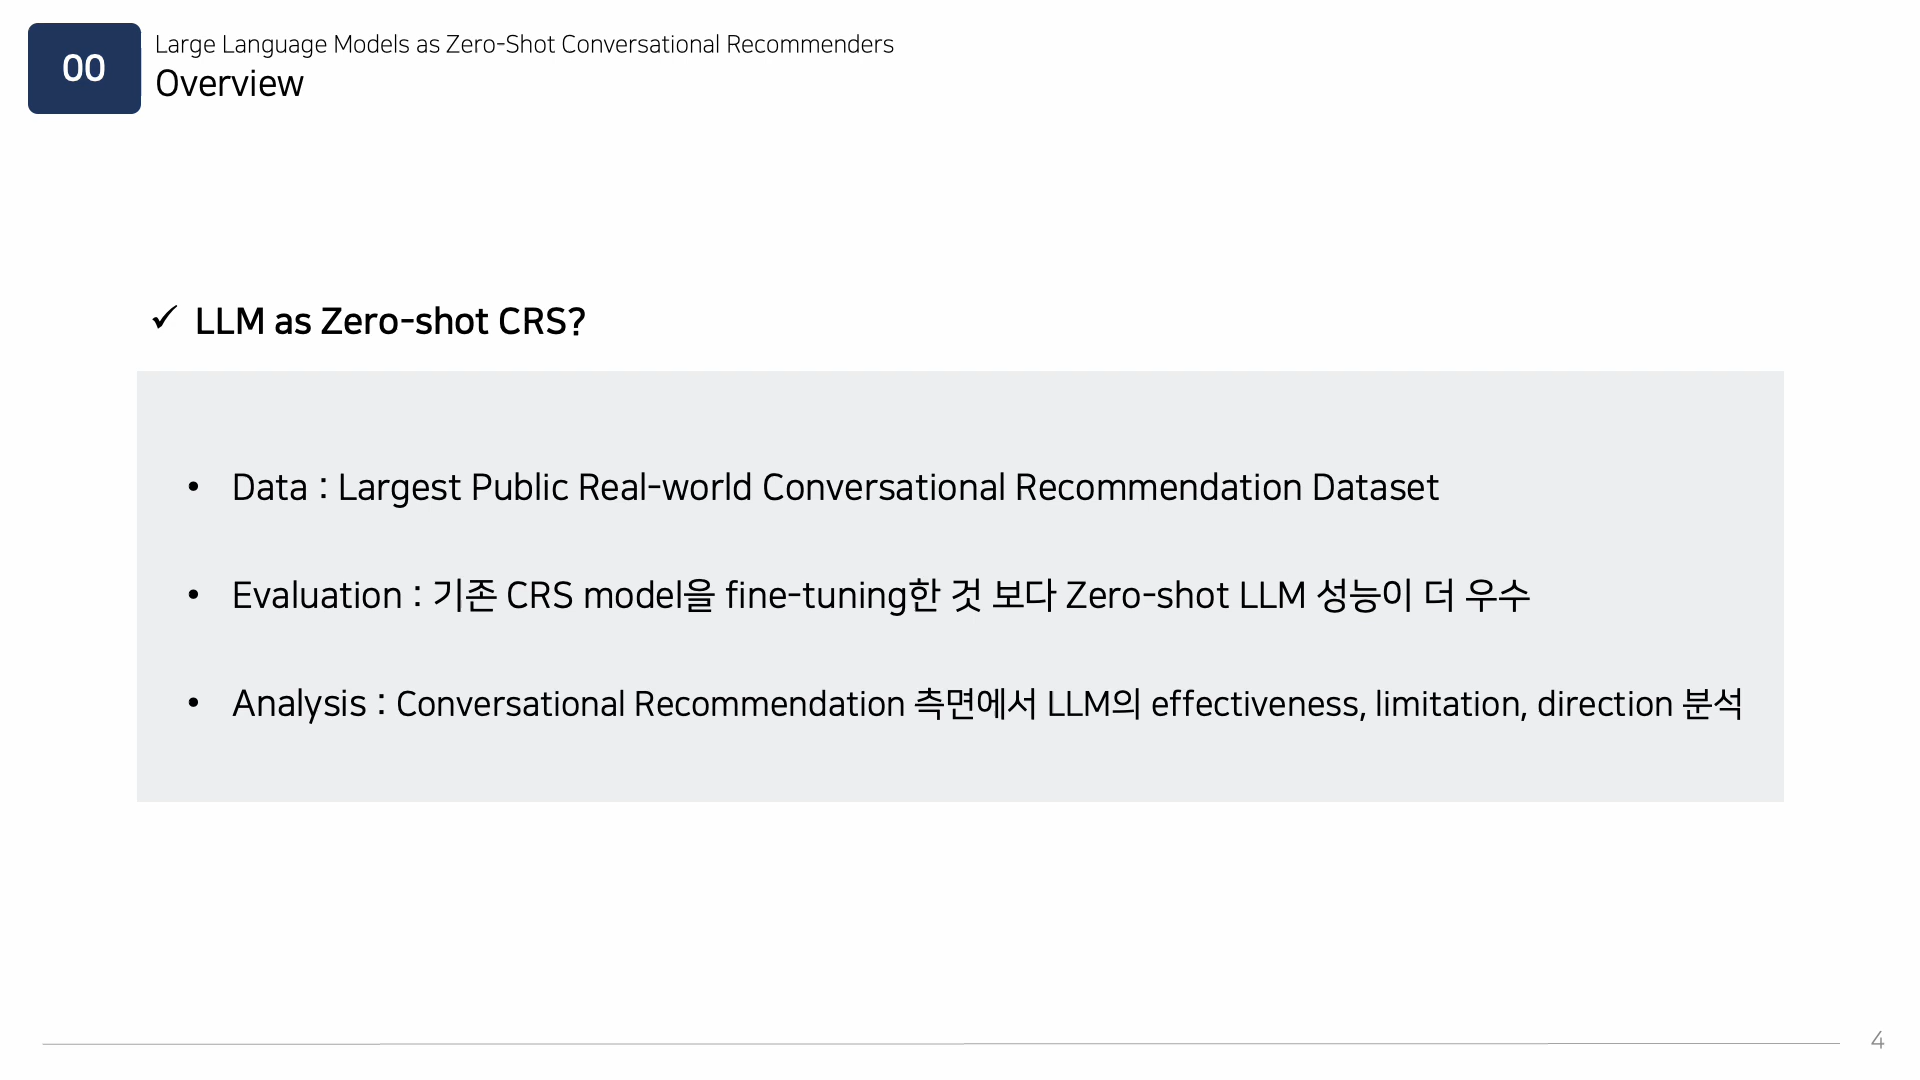 00
Large Language Models as Zero-Shot Conversational Recommenders
Overview
✓ LLM as Zero-shot CRS?
• Data : Largest Public Real-world Conversational Recommendation Dataset
• Evaluation : 기존 CRS model을 fine-tuning한 것 보다 Zero-shot LLM 성능이 더 우수
• Analysis : Conversational Recommendation 측면에서 LLM의 effectiveness, limitation, direction 분석
4